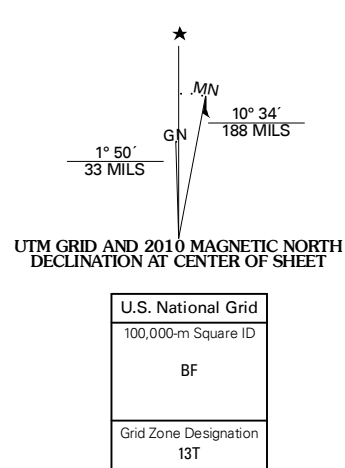 ★
MN
10° 34´
188 MILS
GN
1° 50´
33 MILS
UTM GRID AND 2010 MAGNETIC NORTH
DECLINATION AT CENTER OF SHEET
U.S. National Grid
100,000-m Square ID
BF
Grid Zone Designation
13T